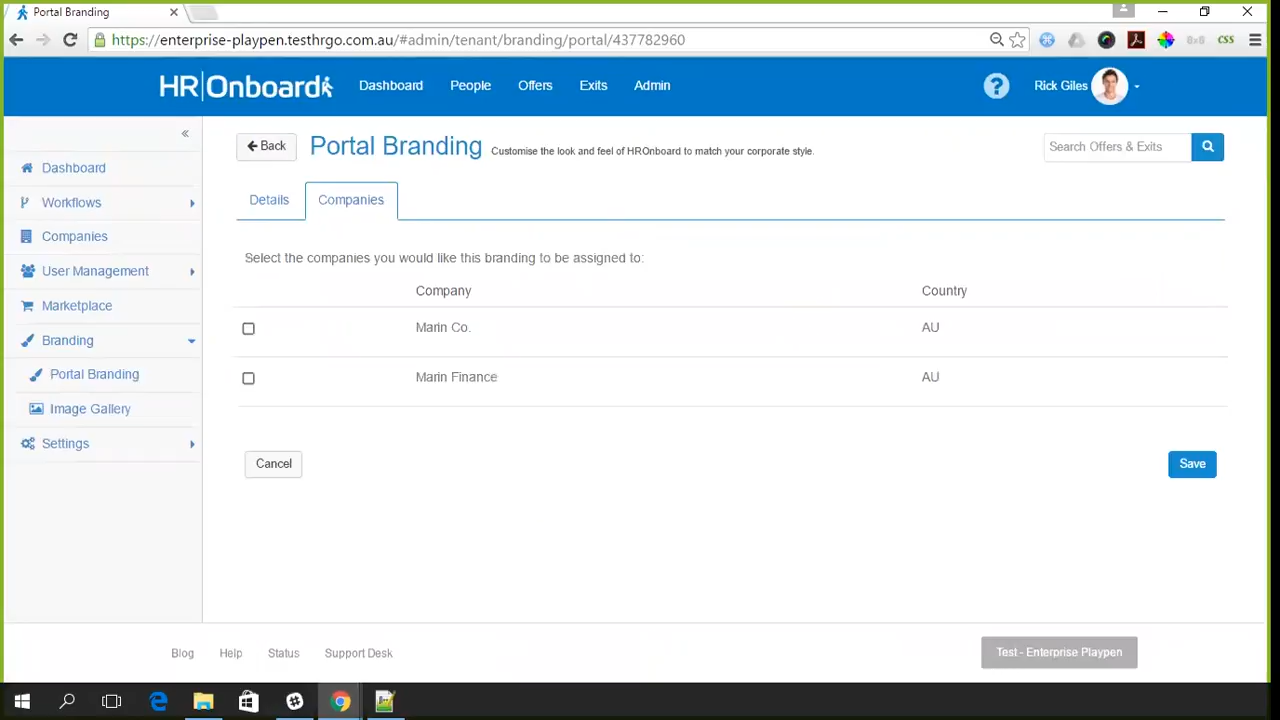 Portal Branding
https://enterprise-playpen.testhrgo.com.au/#admin/tenant/branding/portal/437782960
CSS
HR|Onboard
Dashboard
People
Offers
Exits
Admin
?
Rick Giles
«
Back
Portal Branding
Customise the look and feel of HROnboard to match your corporate style.
Search Offers & Exits
Dashboard
Workflows
Companies
User Management
Marketplace
Branding
Portal Branding
Image Gallery
Settings
Details
Companies
Select the companies you would like this branding to be assigned to:
Company Country
Marin Co. AU
Marin Finance AU
Cancel
Save
Blog
Help
Status
Support Desk
Test - Enterprise Playpen